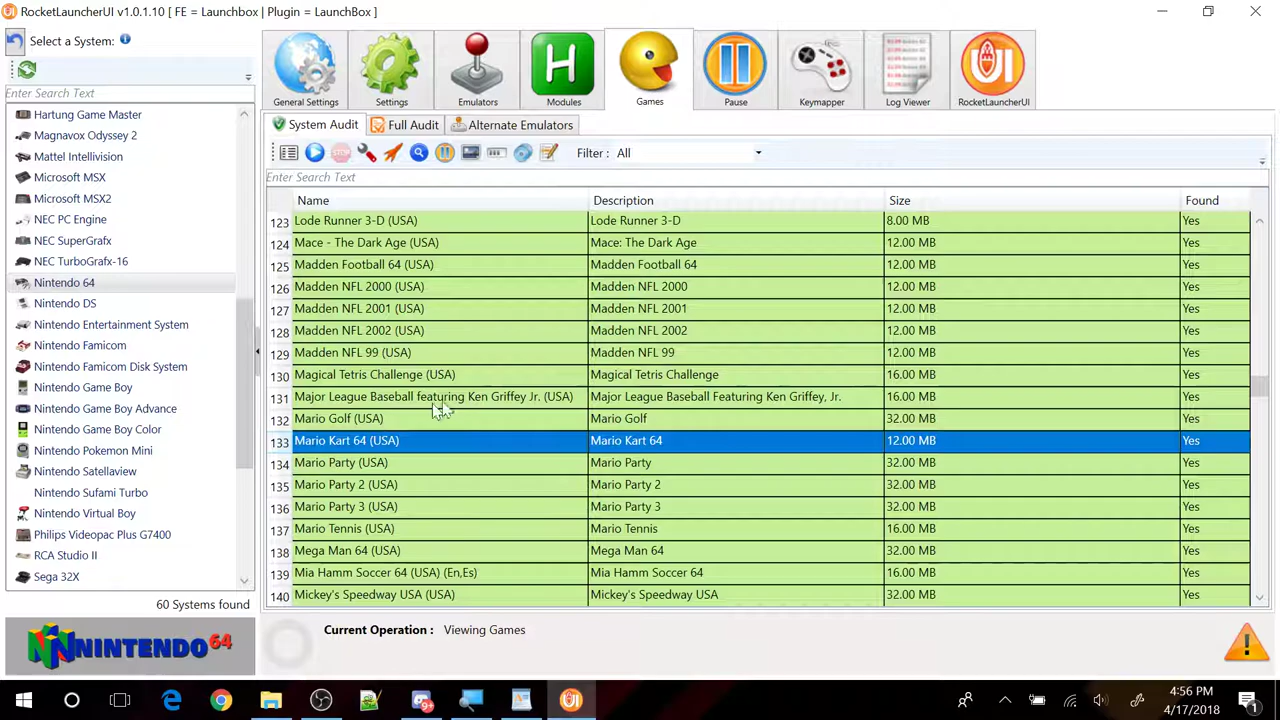 RocketLauncherUI v1.0.1.10 [ FE = Launchbox | Plugin = LaunchBox ]
Select a System:
Enter Search Text
Hartung Game Master
Magnavox Odyssey 2
Mattel Intellivision
Microsoft MSX
Microsoft MSX2
NEC PC Engine
NEC SuperGrafx
NEC TurboGrafx-16
Nintendo 64
Nintendo DS
Nintendo Entertainment System
Nintendo Famicom
Nintendo Famicom Disk System
Nintendo Game Boy
Nintendo Game Boy Advance
Nintendo Game Boy Color
Nintendo Pokemon Mini
Nintendo Satellaview
Nintendo Sufami Turbo
Nintendo Virtual Boy
Philips Videopac Plus G7400
RCA Studio II
Sega 32X
60 Systems found
NINTENDO 64
General Settings Settings Emulators Modules Games Pause Keymapper Log Viewer RocketLauncherUI
System Audit Full Audit Alternate Emulators
STOP Filter : All
Enter Search Text
Name Description Size Found
123 Lode Runner 3-D (USA) Lode Runner 3-D 8.00 MB Yes
124 Mace - The Dark Age (USA) Mace: The Dark Age 12.00 MB Yes
125 Madden Football 64 (USA) Madden Football 64 12.00 MB Yes
126 Madden NFL 2000 (USA) Madden NFL 2000 12.00 MB Yes
127 Madden NFL 2001 (USA) Madden NFL 2001 12.00 MB Yes
128 Madden NFL 2002 (USA) Madden NFL 2002 12.00 MB Yes
129 Madden NFL 99 (USA) Madden NFL 99 12.00 MB Yes
130 Magical Tetris Challenge (USA) Magical Tetris Challenge 16.00 MB Yes
131 Major League Baseball featuring Ken Griffey Jr. (USA) Major League Baseball Featuring Ken Griffey, Jr. 16.00 MB Yes
132 Mario Golf (USA) Mario Golf 32.00 MB Yes
133 Mario Kart 64 (USA) Mario Kart 64 12.00 MB Yes
134 Mario Party (USA) Mario Party 32.00 MB Yes
135 Mario Party 2 (USA) Mario Party 2 32.00 MB Yes
136 Mario Party 3 (USA) Mario Party 3 32.00 MB Yes
137 Mario Tennis (USA) Mario Tennis 16.00 MB Yes
138 Mega Man 64 (USA) Mega Man 64 32.00 MB Yes
139 Mia Hamm Soccer 64 (USA) (En,Es) Mia Hamm Soccer 64 16.00 MB Yes
140 Mickey's Speedway USA (USA) Mickey's Speedway USA 32.00 MB Yes
Current Operation : Viewing Games
4:56 PM
4/17/2018